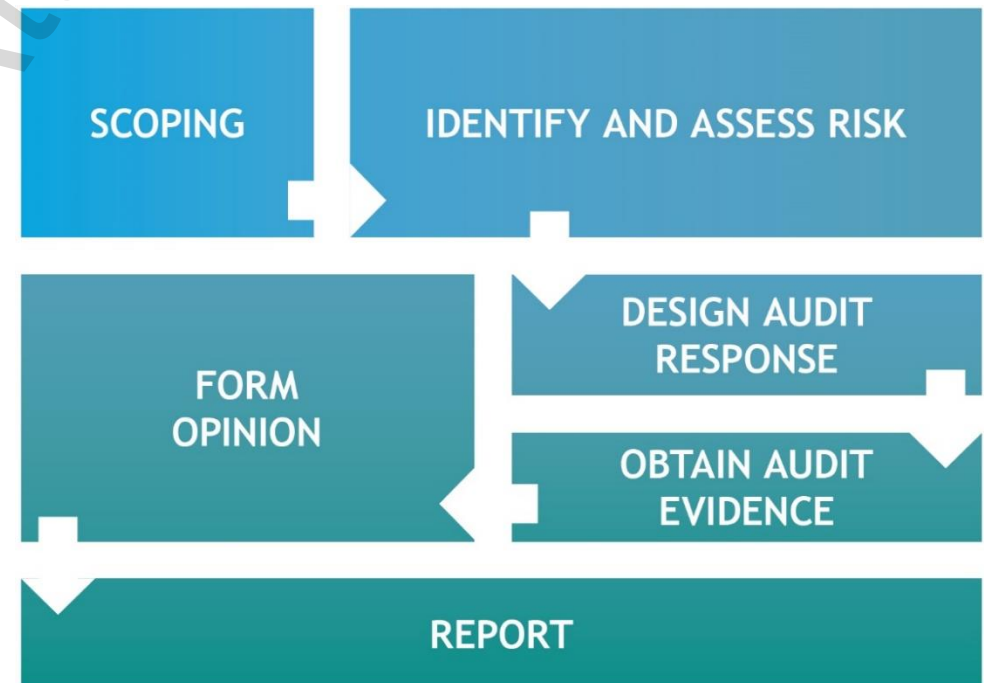 SCOPING
IDENTIFY AND ASSESS RISK
DESIGN AUDIT
RESPONSE
OBTAIN AUDIT
EVIDENCE
FORM
OPINION
REPORT